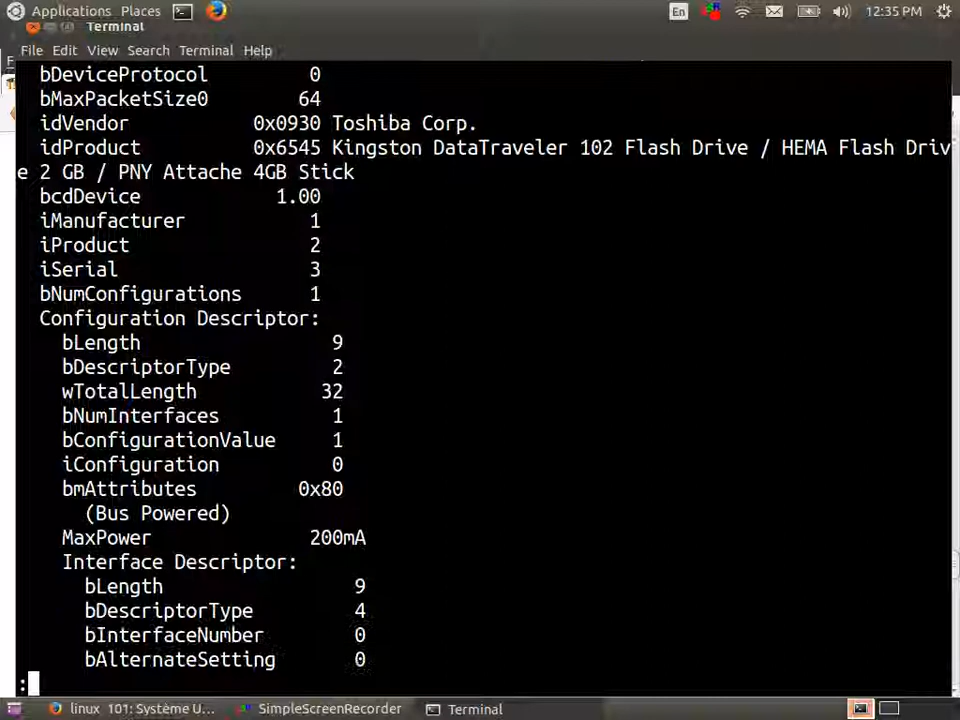 Applications Places En 12:35 PM
Terminal
File Edit View Search Terminal Help
bDeviceProtocol 0
bMaxPacketSize0 64
idVendor 0x0930 Toshiba Corp.
idProduct 0x6545 Kingston DataTraveler 102 Flash Drive / HEMA Flash Driv
e 2 GB / PNY Attache 4GB Stick
bcdDevice 1.00
iManufacturer 1
iProduct 2
iSerial 3
bNumConfigurations 1
Configuration Descriptor:
bLength 9
bDescriptorType 2
wTotalLength 32
bNumInterfaces 1
bConfigurationValue 1
iConfiguration 0
bmAttributes 0x80
(Bus Powered)
MaxPower 200mA
Interface Descriptor:
bLength 9
bDescriptorType 4
bInterfaceNumber 0
bAlternateSetting 0
:
linux 101: Système U... SimpleScreenRecorder Terminal